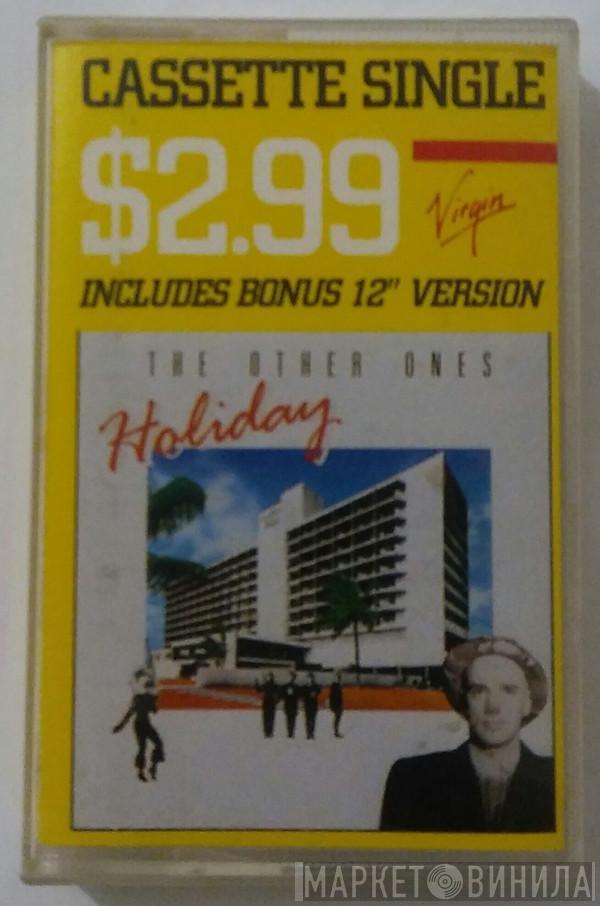 CASSETTE SINGLE
$2.99
Virgin
INCLUDES BONUS 12" VERSION
THE OTHER ONES
Holiday
МАРКЕТ ВИНИЛА